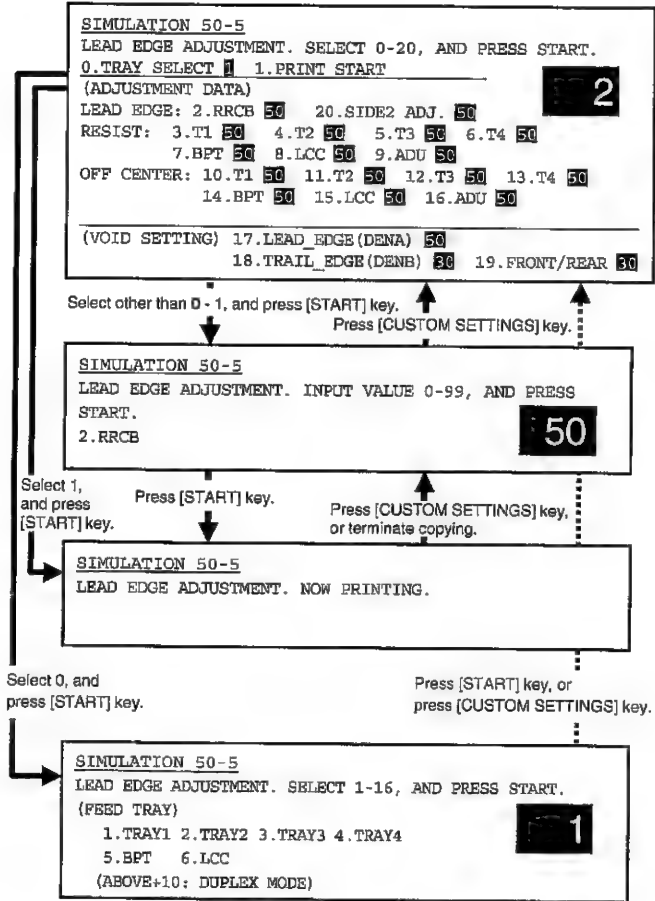 SIMULATION 50-5
LEAD EDGE ADJUSTMENT. SELECT 0-20, AND PRESS START.
0.TRAY SELECT 1 1.PRINT START
2
(ADJUSTMENT DATA)
LEAD EDGE: 2.RRCB 50 20.SIDE2 ADJ. 50
RESIST: 3.T1 50 4.T2 50 5.T3 50 6.T4 50
7.BPT 50 8.LCC 50 9.ADU 50
OFF CENTER: 10.T1 50 11.T2 50 12.T3 50 13.T4 50
14.BPT 50 15.LCC 50 16.ADU 50
(VOID SETTING) 17.LEAD_EDGE(DENA) 50
18.TRAIL_EDGE(DENB) 30 19.FRONT/REAR 30
Select other than 0 - 1, and press [START] key.
Press [CUSTOM SETTINGS] key.
SIMULATION 50-5
LEAD EDGE ADJUSTMENT. INPUT VALUE 0-99, AND PRESS
START.
2.RRCB
50
Select 1,
and press
[START] key.
Press [START] key.
Press [CUSTOM SETTINGS] key,
or terminate copying.
SIMULATION 50-5
LEAD EDGE ADJUSTMENT. NOW PRINTING.
Select 0, and
press [START] key.
Press [START] key, or
press [CUSTOM SETTINGS] key.
SIMULATION 50-5
LEAD EDGE ADJUSTMENT. SELECT 1-16, AND PRESS START.
(FEED TRAY)
1
1.TRAY1 2.TRAY2 3.TRAY3 4.TRAY4
5.BPT 6.LCC
(ABOVE+10: DUPLEX MODE)